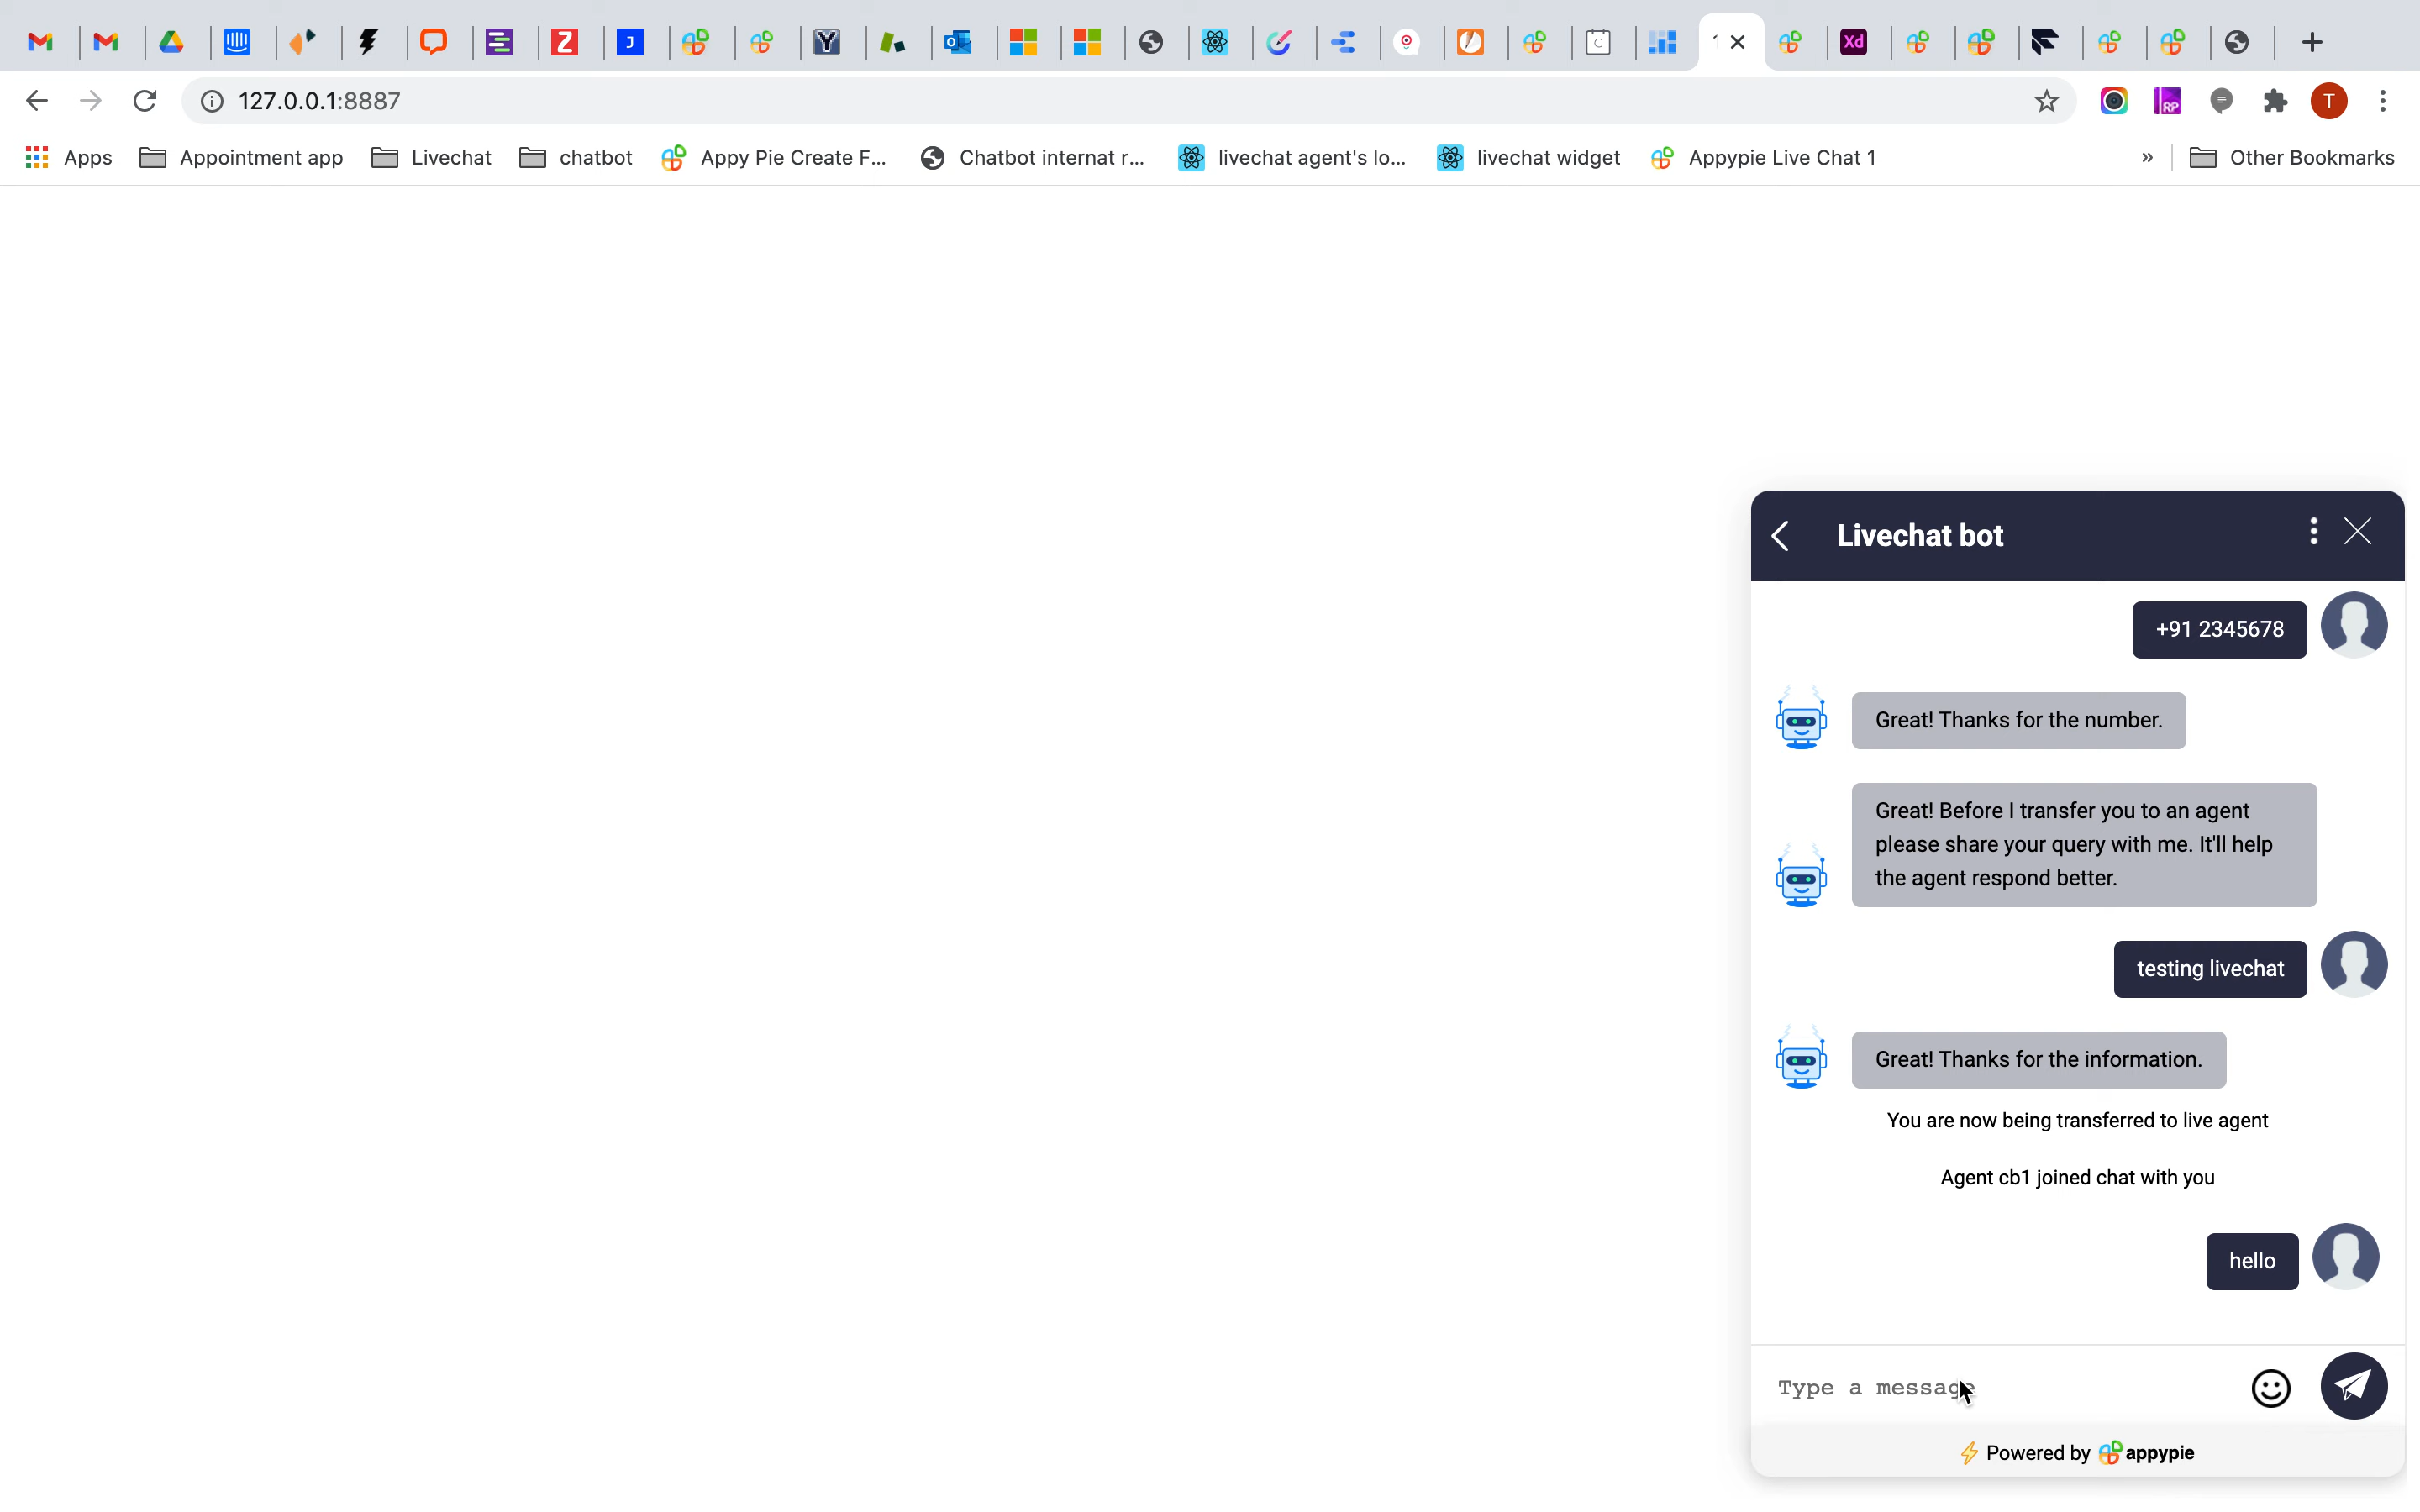 127.0.0.1:8887
T
Apps
Appointment app
Livechat
chatbot
Appy Pie Create F...
Chatbot internat r...
livechat agent's lo...
livechat widget
Appypie Live Chat 1
»
Other Bookmarks
Livechat bot
+91 2345678
Great! Thanks for the number.
Great! Before I transfer you to an agent
please share your query with me. It'll help
the agent respond better.
testing livechat
Great! Thanks for the information.
You are now being transferred to live agent
Agent cb1 joined chat with you
hello
Type a message
Powered by appypie